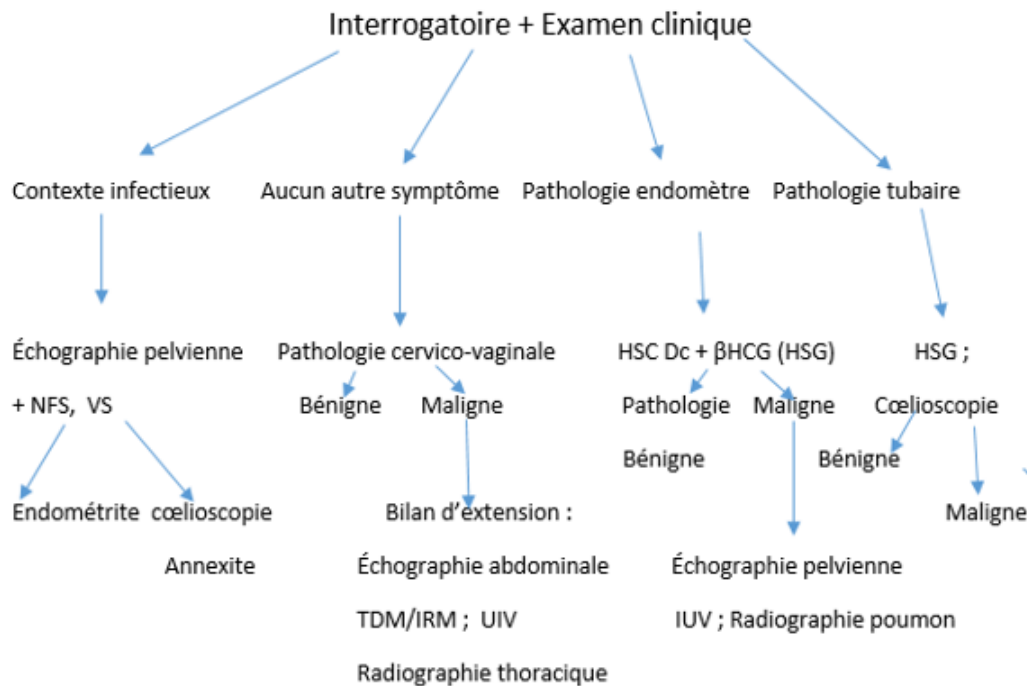 Interrogatoire + Examen clinique
Contexte infectieux
Aucun autre symptôme
Pathologie endomètre
Pathologie tubaire
Échographie pelvienne
+ NFS, VS
Endométrite cœlioscopie
Annexite
Pathologie cervico-vaginale
Bénigne
Maligne
Bilan d’extension :
Échographie abdominale
TDM/IRM ; UIV
Radiographie thoracique
HSC Dc + βHCG (HSG)
Pathologie
Bénigne
Maligne
Échographie pelvienne
IUV ; Radiographie poumon
HSG ;
Cœlioscopie
Bénigne
Maligne